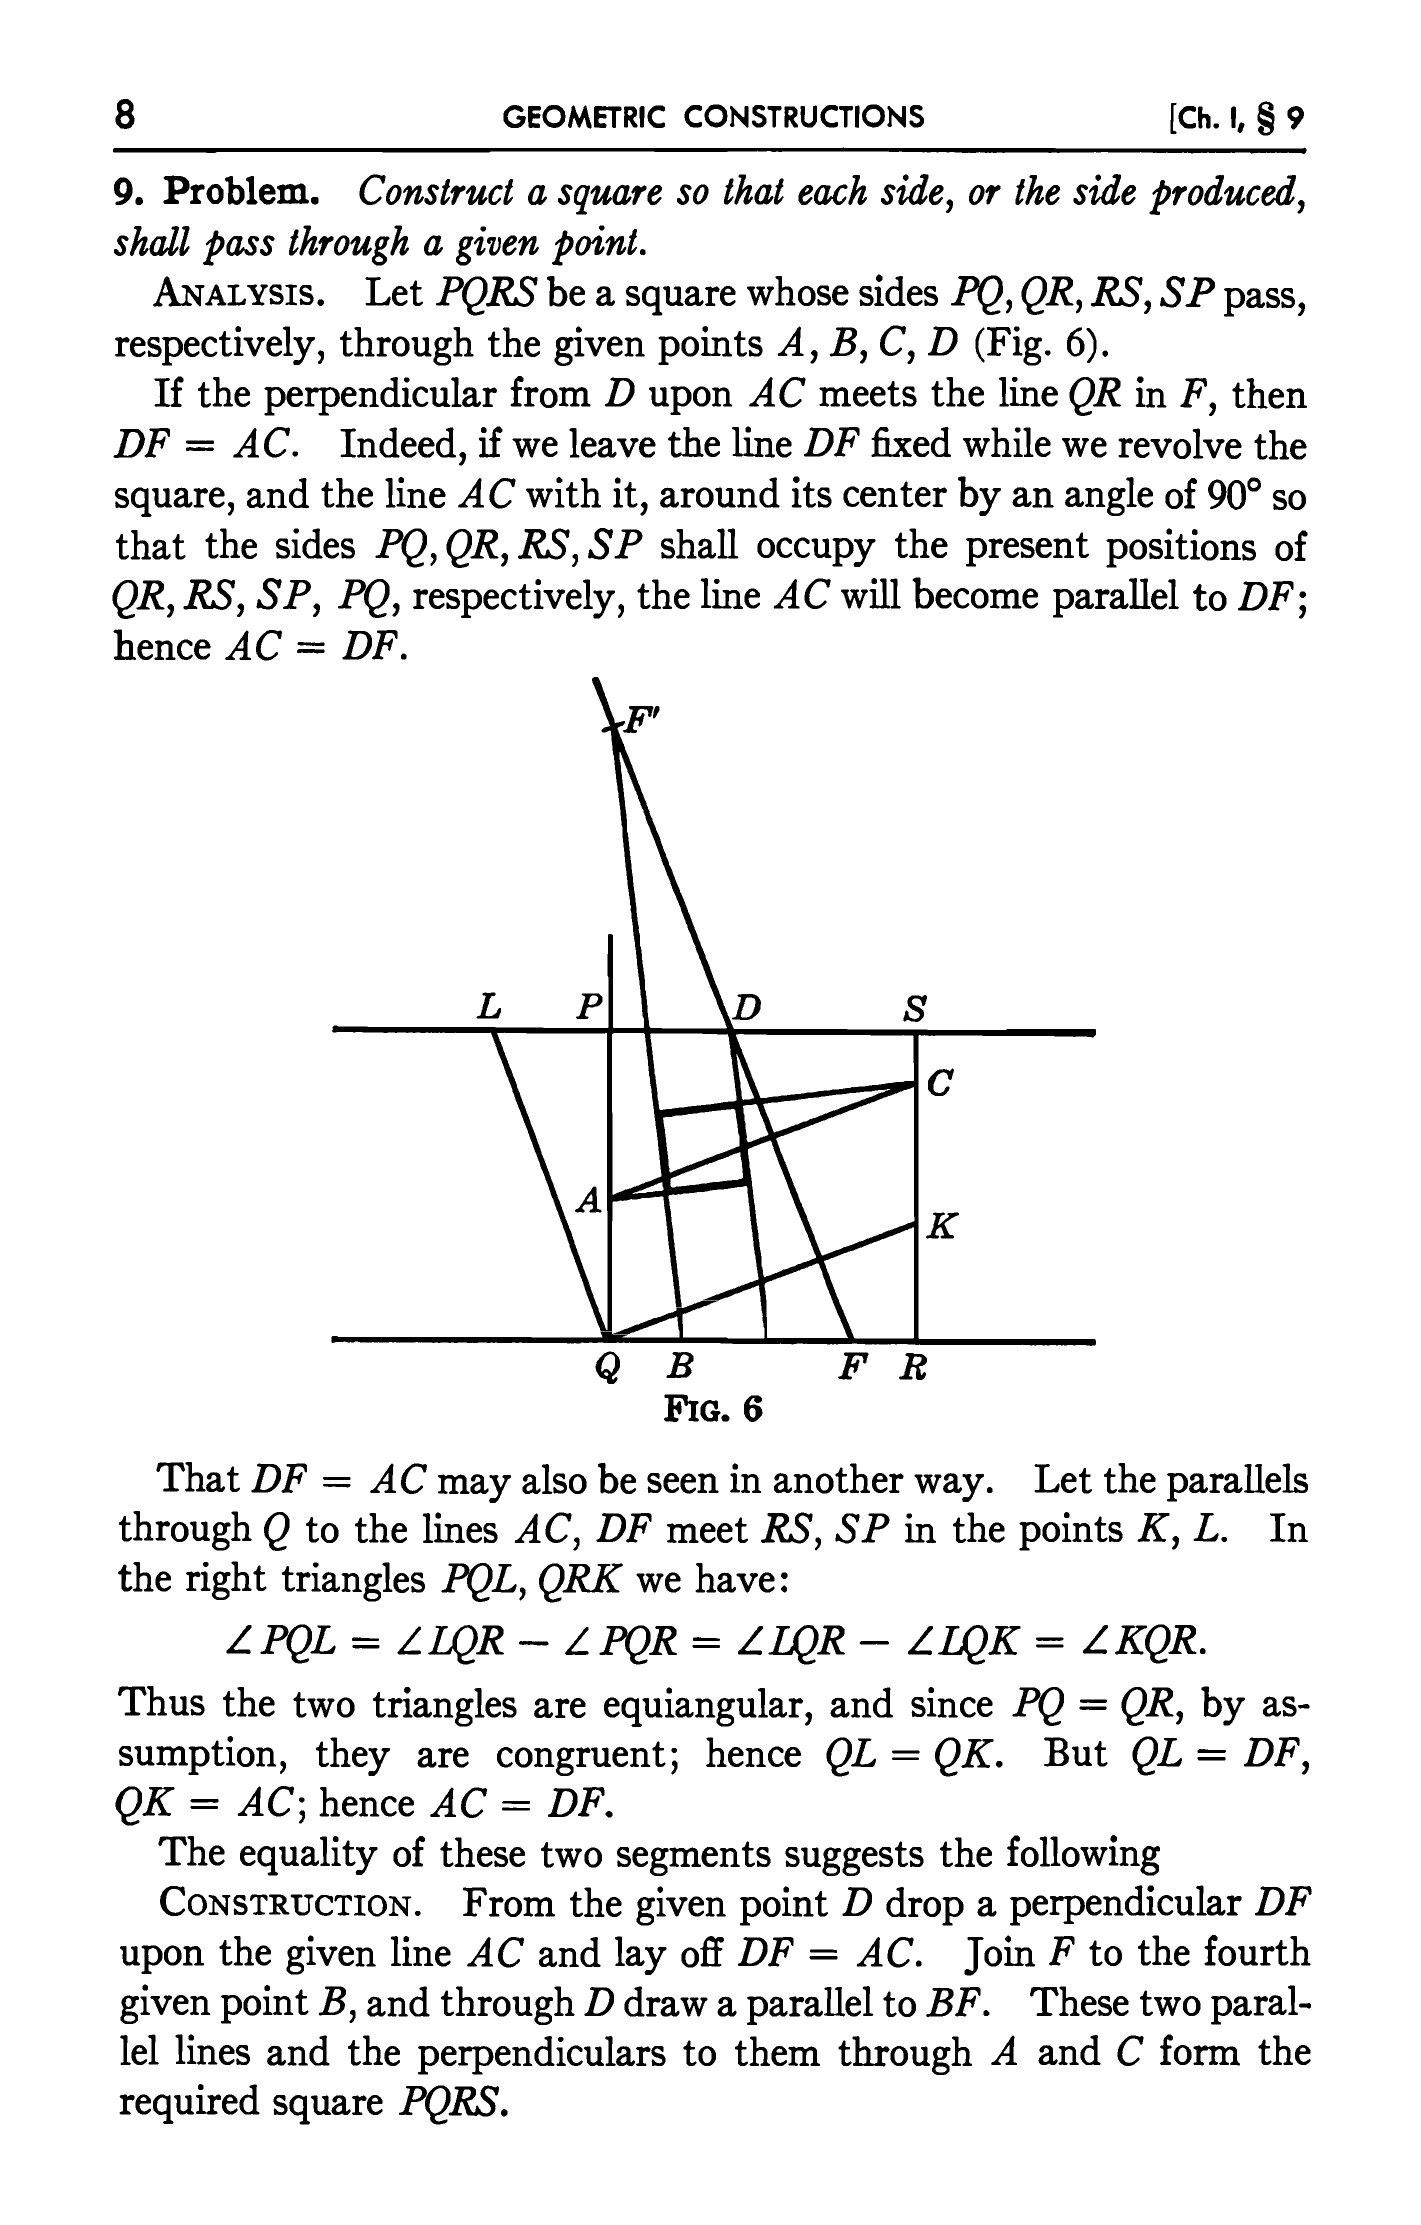 8 GEOMETRIC CONSTRUCTIONS [Ch. I, § 9
9. Problem. Construct a square so that each side, or the side produced,
shall pass through a given point.
ANALYSIS. Let PQRS be a square whose sides PQ, QR, RS, SP pass,
respectively, through the given points A, B, C, D (Fig. 6).
If the perpendicular from D upon AC meets the line QR in F, then
DF = AC. Indeed, if we leave the line DF fixed while we revolve the
square, and the line AC with it, around its center by an angle of 90° so
that the sides PQ, QR, RS, SP shall occupy the present positions of
QR, RS, SP, PQ, respectively, the line AC will become parallel to DF;
hence AC = DF.
F'
L P D S
C
A
K
Q B F R
FIG. 6
That DF = AC may also be seen in another way. Let the parallels
through Q to the lines AC, DF meet RS, SP in the points K, L. In
the right triangles PQL, QRK we have:
∠PQL = ∠LQR − ∠PQR = ∠LQR − ∠LQK = ∠KQR.
Thus the two triangles are equiangular, and since PQ = QR, by as-
sumption, they are congruent; hence QL = QK. But QL = DF,
QK = AC; hence AC = DF.
The equality of these two segments suggests the following
CONSTRUCTION. From the given point D drop a perpendicular DF
upon the given line AC and lay off DF = AC. Join F to the fourth
given point B, and through D draw a parallel to BF. These two paral-
lel lines and the perpendiculars to them through A and C form the
required square PQRS.